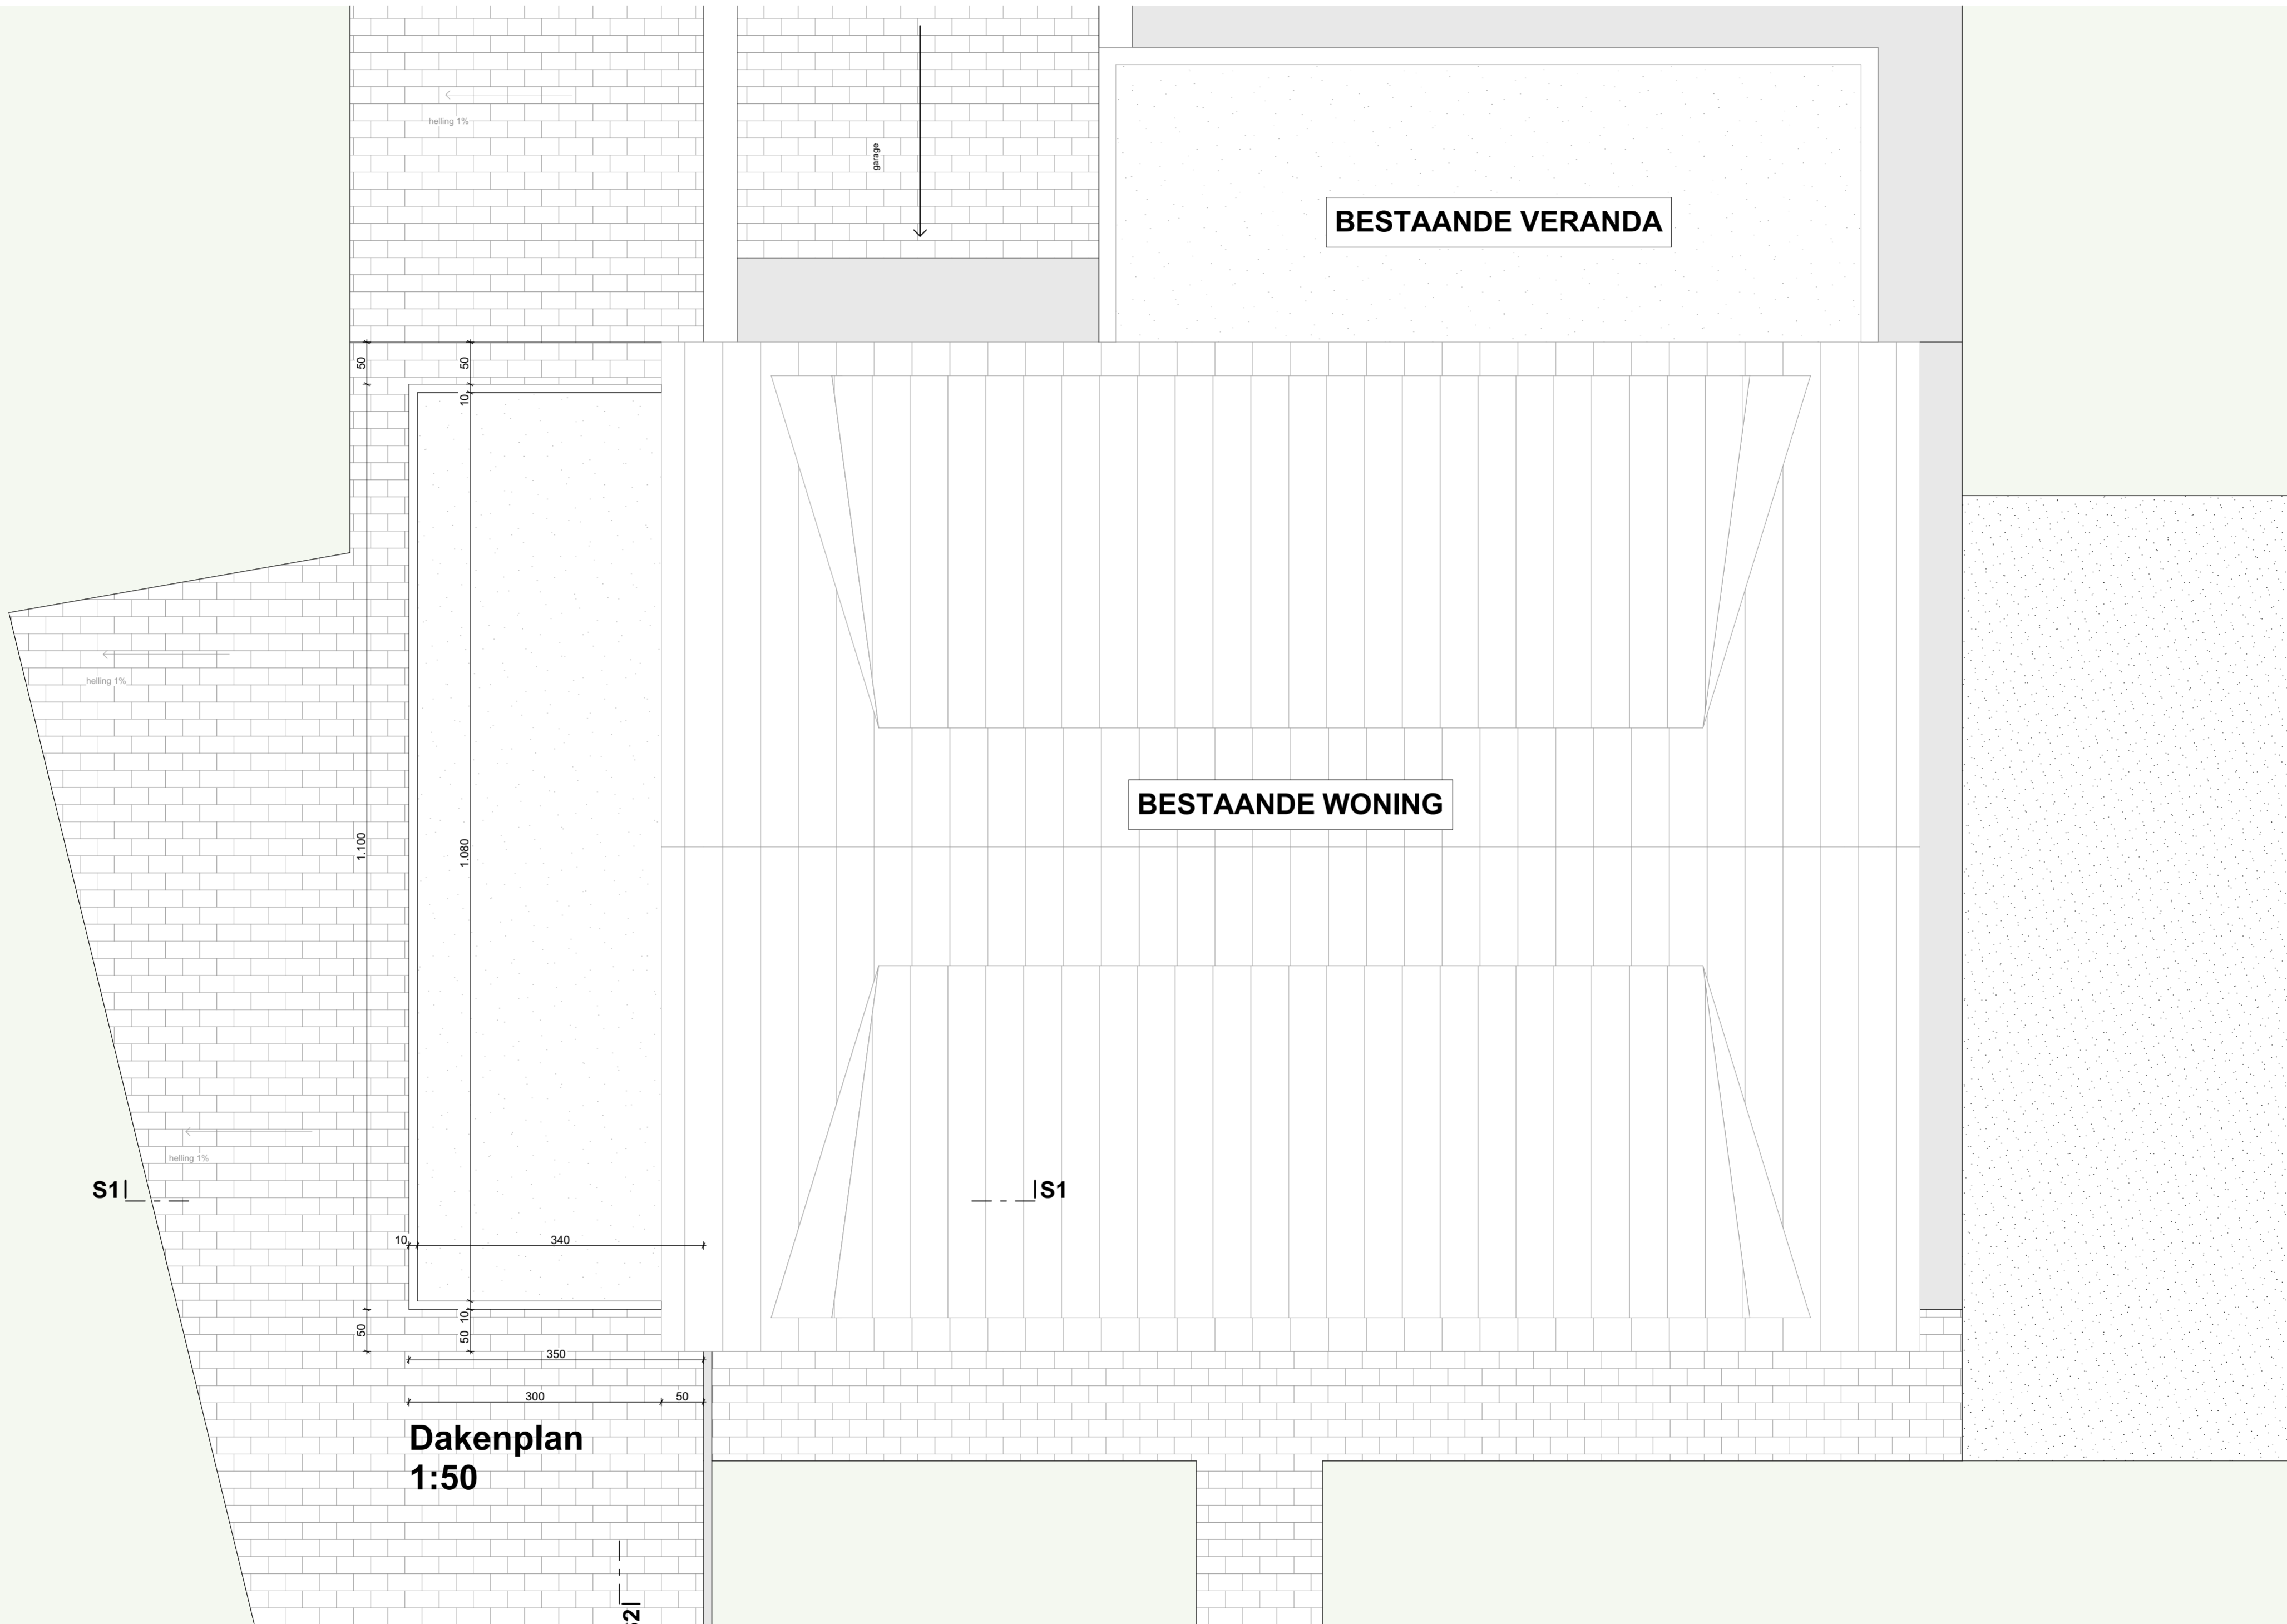 helling 1%
garage
BESTAANDE VERANDA
50
50
10
helling 1%
1.100
1.080
BESTAANDE WONING
helling 1%
S1
S1
10
340
50
10
50
350
300
50
Dakenplan
1:50